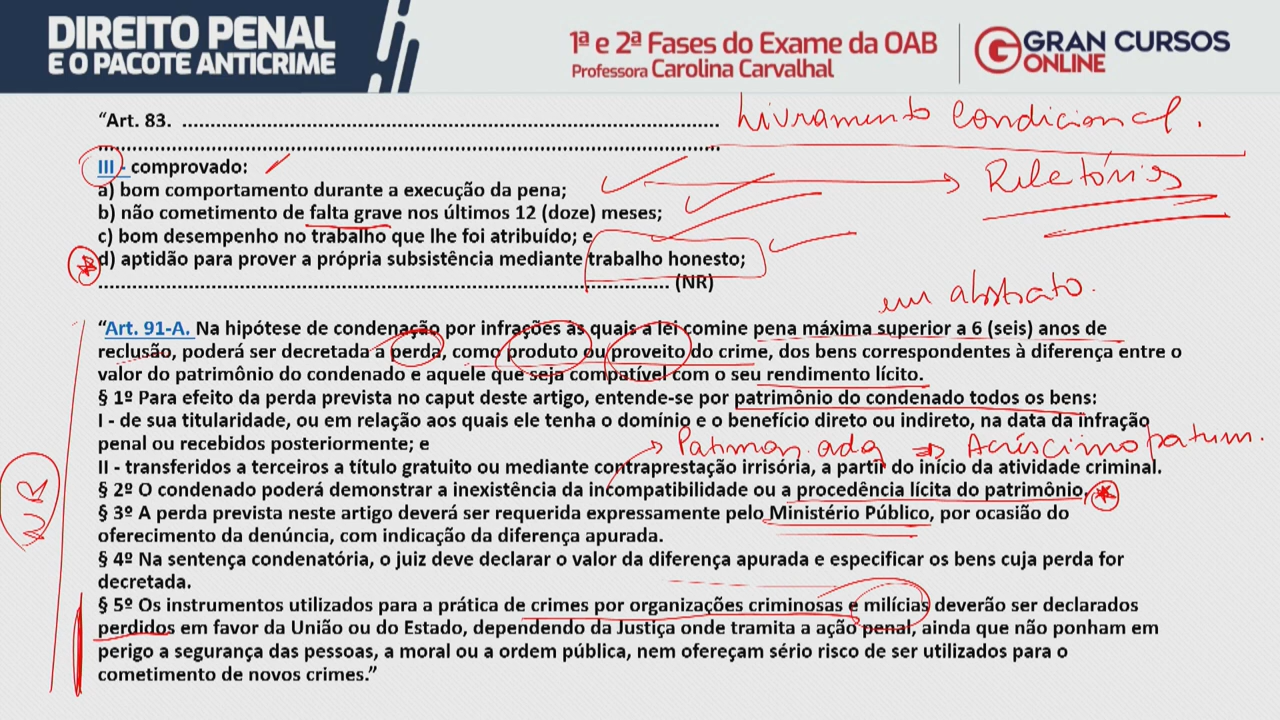 DIREITO PENAL
E O PACOTE ANTICRIME
1ª e 2ª Fases do Exame da OAB
Professora Carolina Carvalhal
GRAN CURSOS
ONLINE
“Art. 83. ................................................................................................
Livramento Condicional.
................................................................................................................
III - comprovado:
a) bom comportamento durante a execução da pena;
Relatórios
b) não cometimento de falta grave nos últimos 12 (doze) meses;
c) bom desempenho no trabalho que lhe foi atribuído; e
d) aptidão para prover a própria subsistência mediante trabalho honesto;
........................................................................................................ (NR)
em abstrato.
“Art. 91-A. Na hipótese de condenação por infrações às quais a lei comine pena máxima superior a 6 (seis) anos de
reclusão, poderá ser decretada a perda, como produto ou proveito do crime, dos bens correspondentes à diferença entre o
valor do patrimônio do condenado e aquele que seja compatível com o seu rendimento lícito.
§ 1º Para efeito da perda prevista no caput deste artigo, entende-se por patrimônio do condenado todos os bens:
I - de sua titularidade, ou em relação aos quais ele tenha o domínio e o benefício direto ou indireto, na data da infração
penal ou recebidos posteriormente; e
Acréscimo patrim.
II - transferidos a terceiros a título gratuito ou mediante contraprestação irrisória, a partir do início da atividade criminal.
§ 2º O condenado poderá demonstrar a inexistência da incompatibilidade ou a procedência lícita do patrimônio.
§ 3º A perda prevista neste artigo deverá ser requerida expressamente pelo Ministério Público, por ocasião do
oferecimento da denúncia, com indicação da diferença apurada.
§ 4º Na sentença condenatória, o juiz deve declarar o valor da diferença apurada e especificar os bens cuja perda for
decretada.
§ 5º Os instrumentos utilizados para a prática de crimes por organizações criminosas e milícias deverão ser declarados
perdidos em favor da União ou do Estado, dependendo da Justiça onde tramita a ação penal, ainda que não ponham em
perigo a segurança das pessoas, a moral ou a ordem pública, nem ofereçam sério risco de ser utilizados para o
cometimento de novos crimes.”